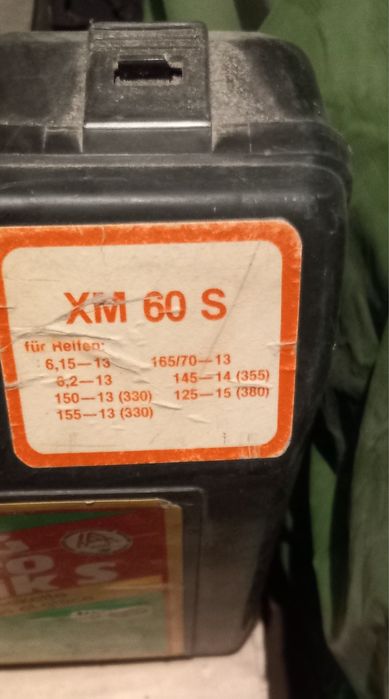 XM 60 S
für Reifen:
6,15—13 165/70—13
6,2—13 145—14 (355)
150—13 (330) 125—15 (380)
155—13 (330)